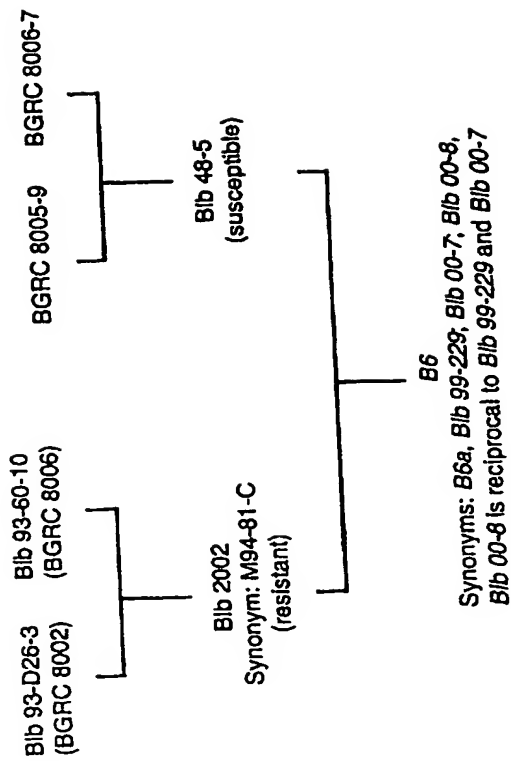 Blb 93-D26-3
(BGRC 8002)
Blb 93-60-10
(BGRC 8006)
BGRC 8005-9
BGRC 8006-7
Blb 2002
Synonym: M94-81-C
(resistant)
Blb 48-5
(susceptible)
B6
Synonyms: B6a, Blb 99-229; Blb 00-7; Blb 00-8,
Blb 00-8 is reciprocal to Blb 99-229 and Blb 00-7